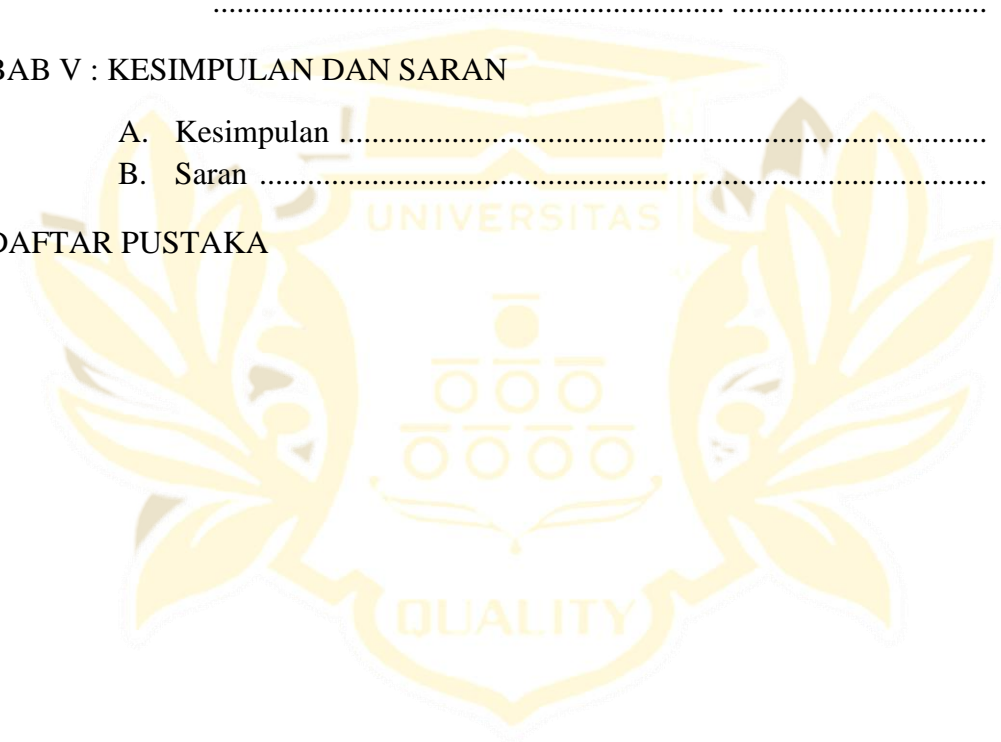 ............................................................. ...............................
BAB V : KESIMPULAN DAN SARAN
A. Kesimpulan ..............................................................................
B. Saran .......................................................................................
DAFTAR PUSTAKA
UNIVERSITAS
QUALITY